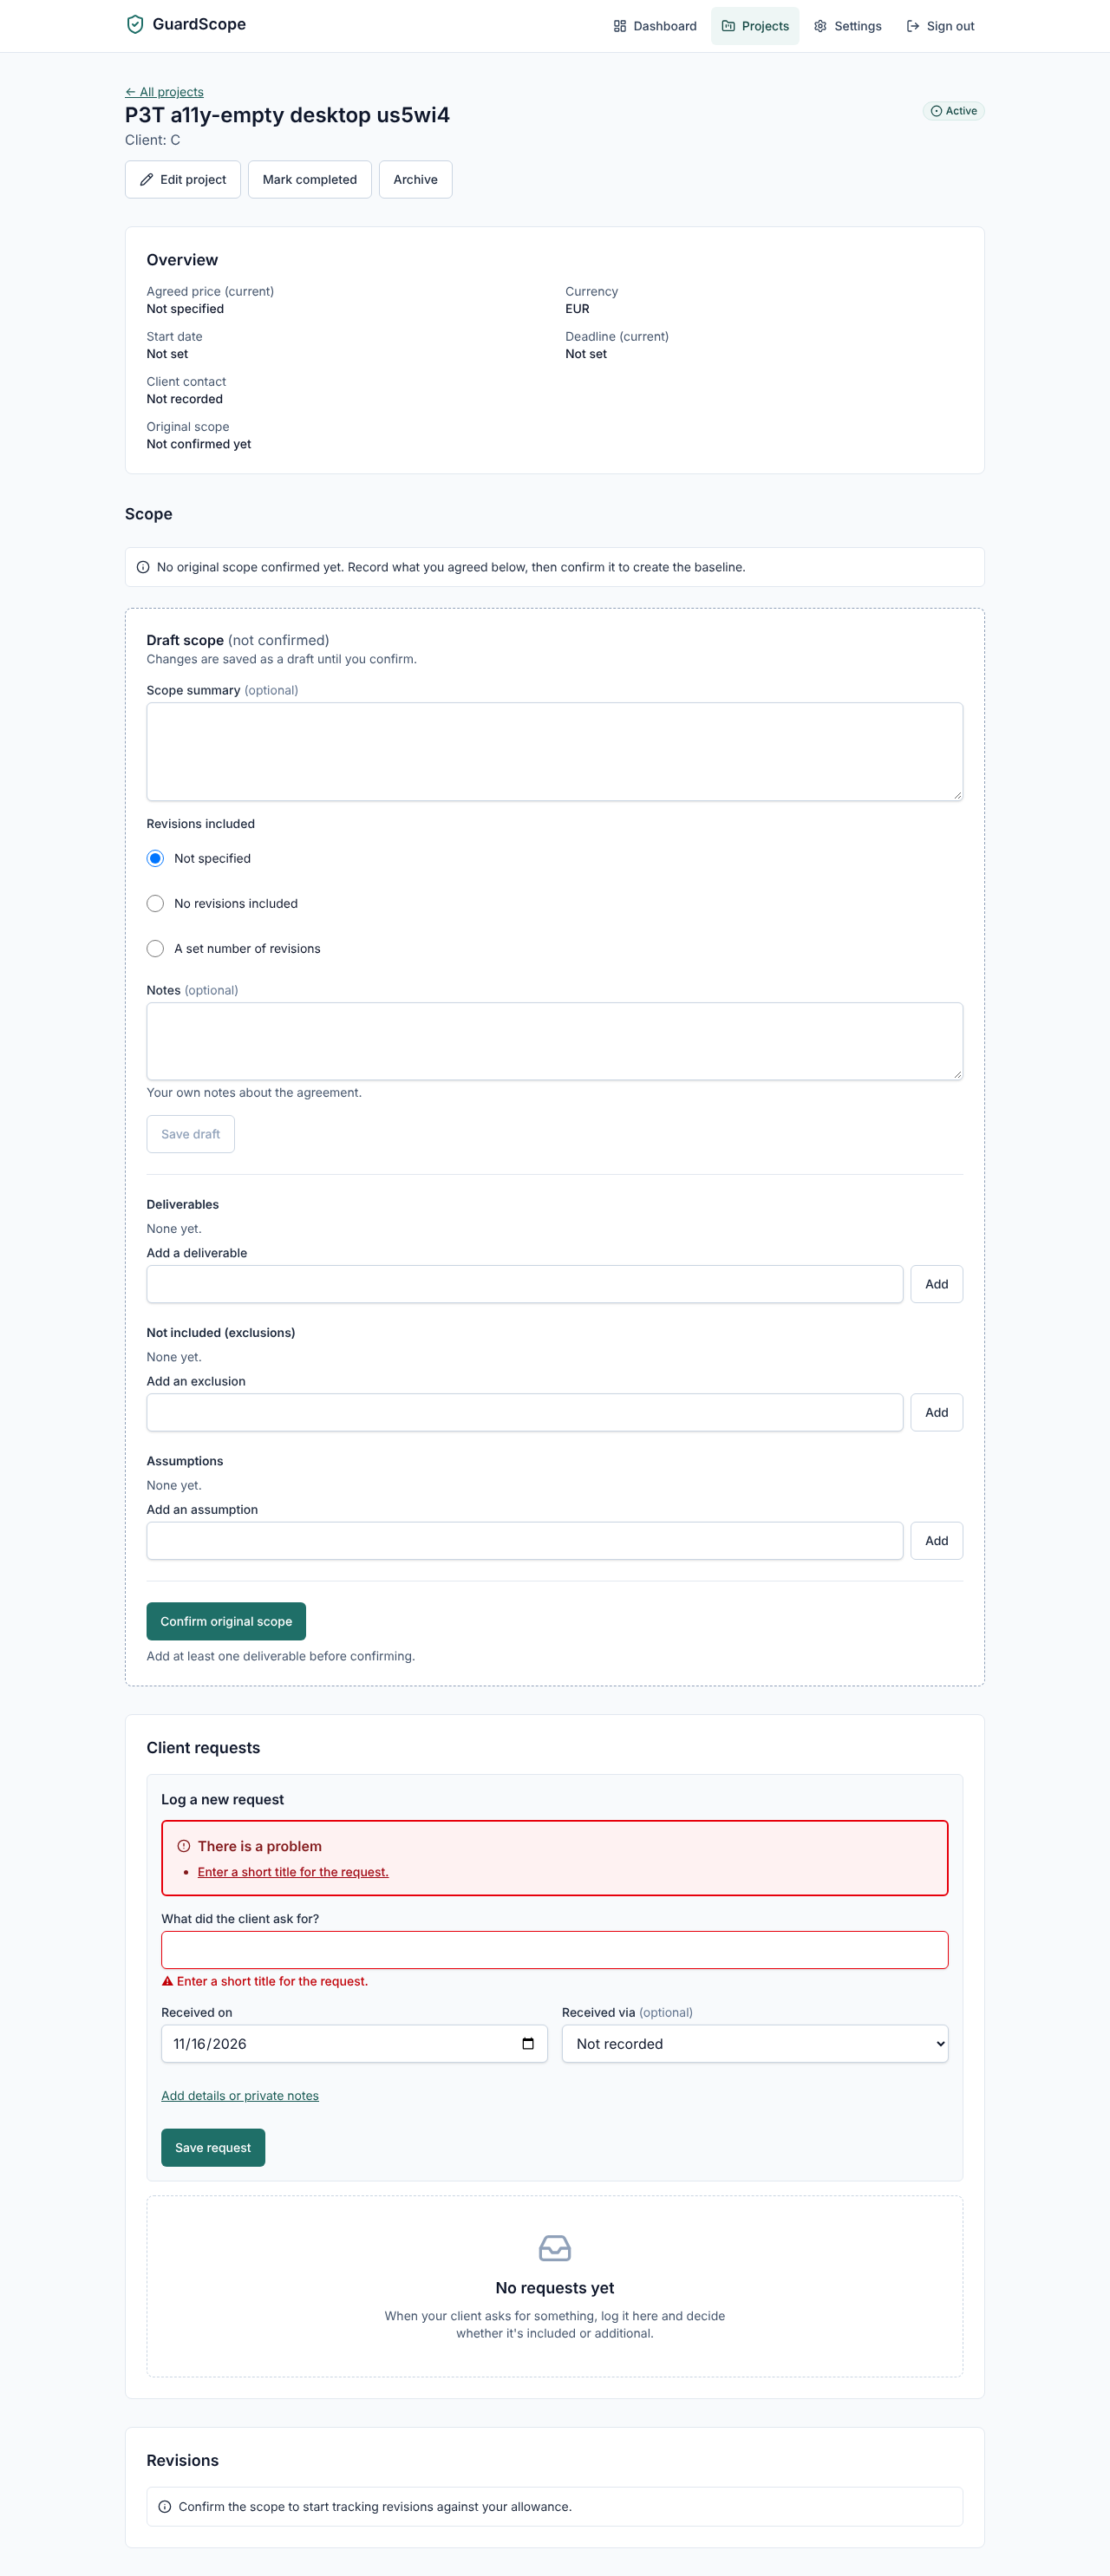 GuardScope
Dashboard
Projects
Settings
Sign out
← All projects
P3T a11y-empty desktop us5wi4
Active
Client: C
Edit project
Mark completed
Archive
Overview
Agreed price (current)
Not specified
Currency
EUR
Start date
Not set
Deadline (current)
Not set
Client contact
Not recorded
Original scope
Not confirmed yet
Scope
No original scope confirmed yet. Record what you agreed below, then confirm it to create the baseline.
Draft scope (not confirmed)
Changes are saved as a draft until you confirm.
Scope summary (optional)
Revisions included
Not specified
No revisions included
A set number of revisions
Notes (optional)
Your own notes about the agreement.
Save draft
Deliverables
None yet.
Add a deliverable
Add
Not included (exclusions)
None yet.
Add an exclusion
Add
Assumptions
None yet.
Add an assumption
Add
Confirm original scope
Add at least one deliverable before confirming.
Client requests
Log a new request
There is a problem
• Enter a short title for the request.
What did the client ask for?
Enter a short title for the request.
Received on
11/16/2026
Received via (optional)
Not recorded
Add details or private notes
Save request
No requests yet
When your client asks for something, log it here and decide
whether it's included or additional.
Revisions
Confirm the scope to start tracking revisions against your allowance.